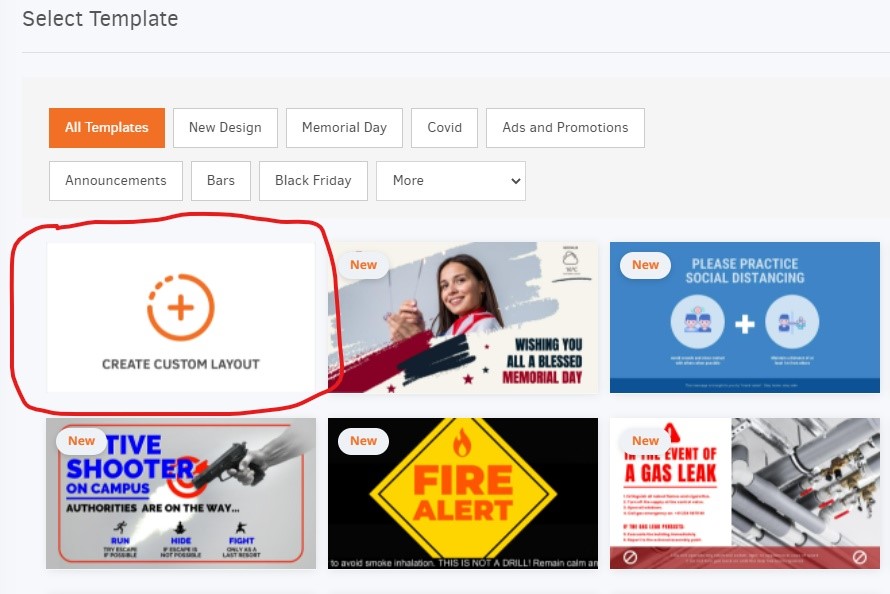 Select Template
All Templates
New Design
Memorial Day
Covid
Ads and Promotions
Announcements
Bars
Black Friday
More
CREATE CUSTOM LAYOUT
New
WISHING YOU
ALL A BLESSED
MEMORIAL DAY
New
PLEASE PRACTICE
SOCIAL DISTANCING
New
TIVE
SHOOTER
ON CAMPUS
AUTHORITIES ARE ON THE WAY...
RUN
TRY ESCAPE
IF POSSIBLE
HIDE
IF ESCAPE IS
NOT POSSIBLE
FIGHT
ONLY AS A
LAST RESORT
New
FIRE
ALERT
to avoid smoke inhalation. THIS IS NOT A DRILL! Remain calm an
New
IN THE EVENT OF
A GAS LEAK